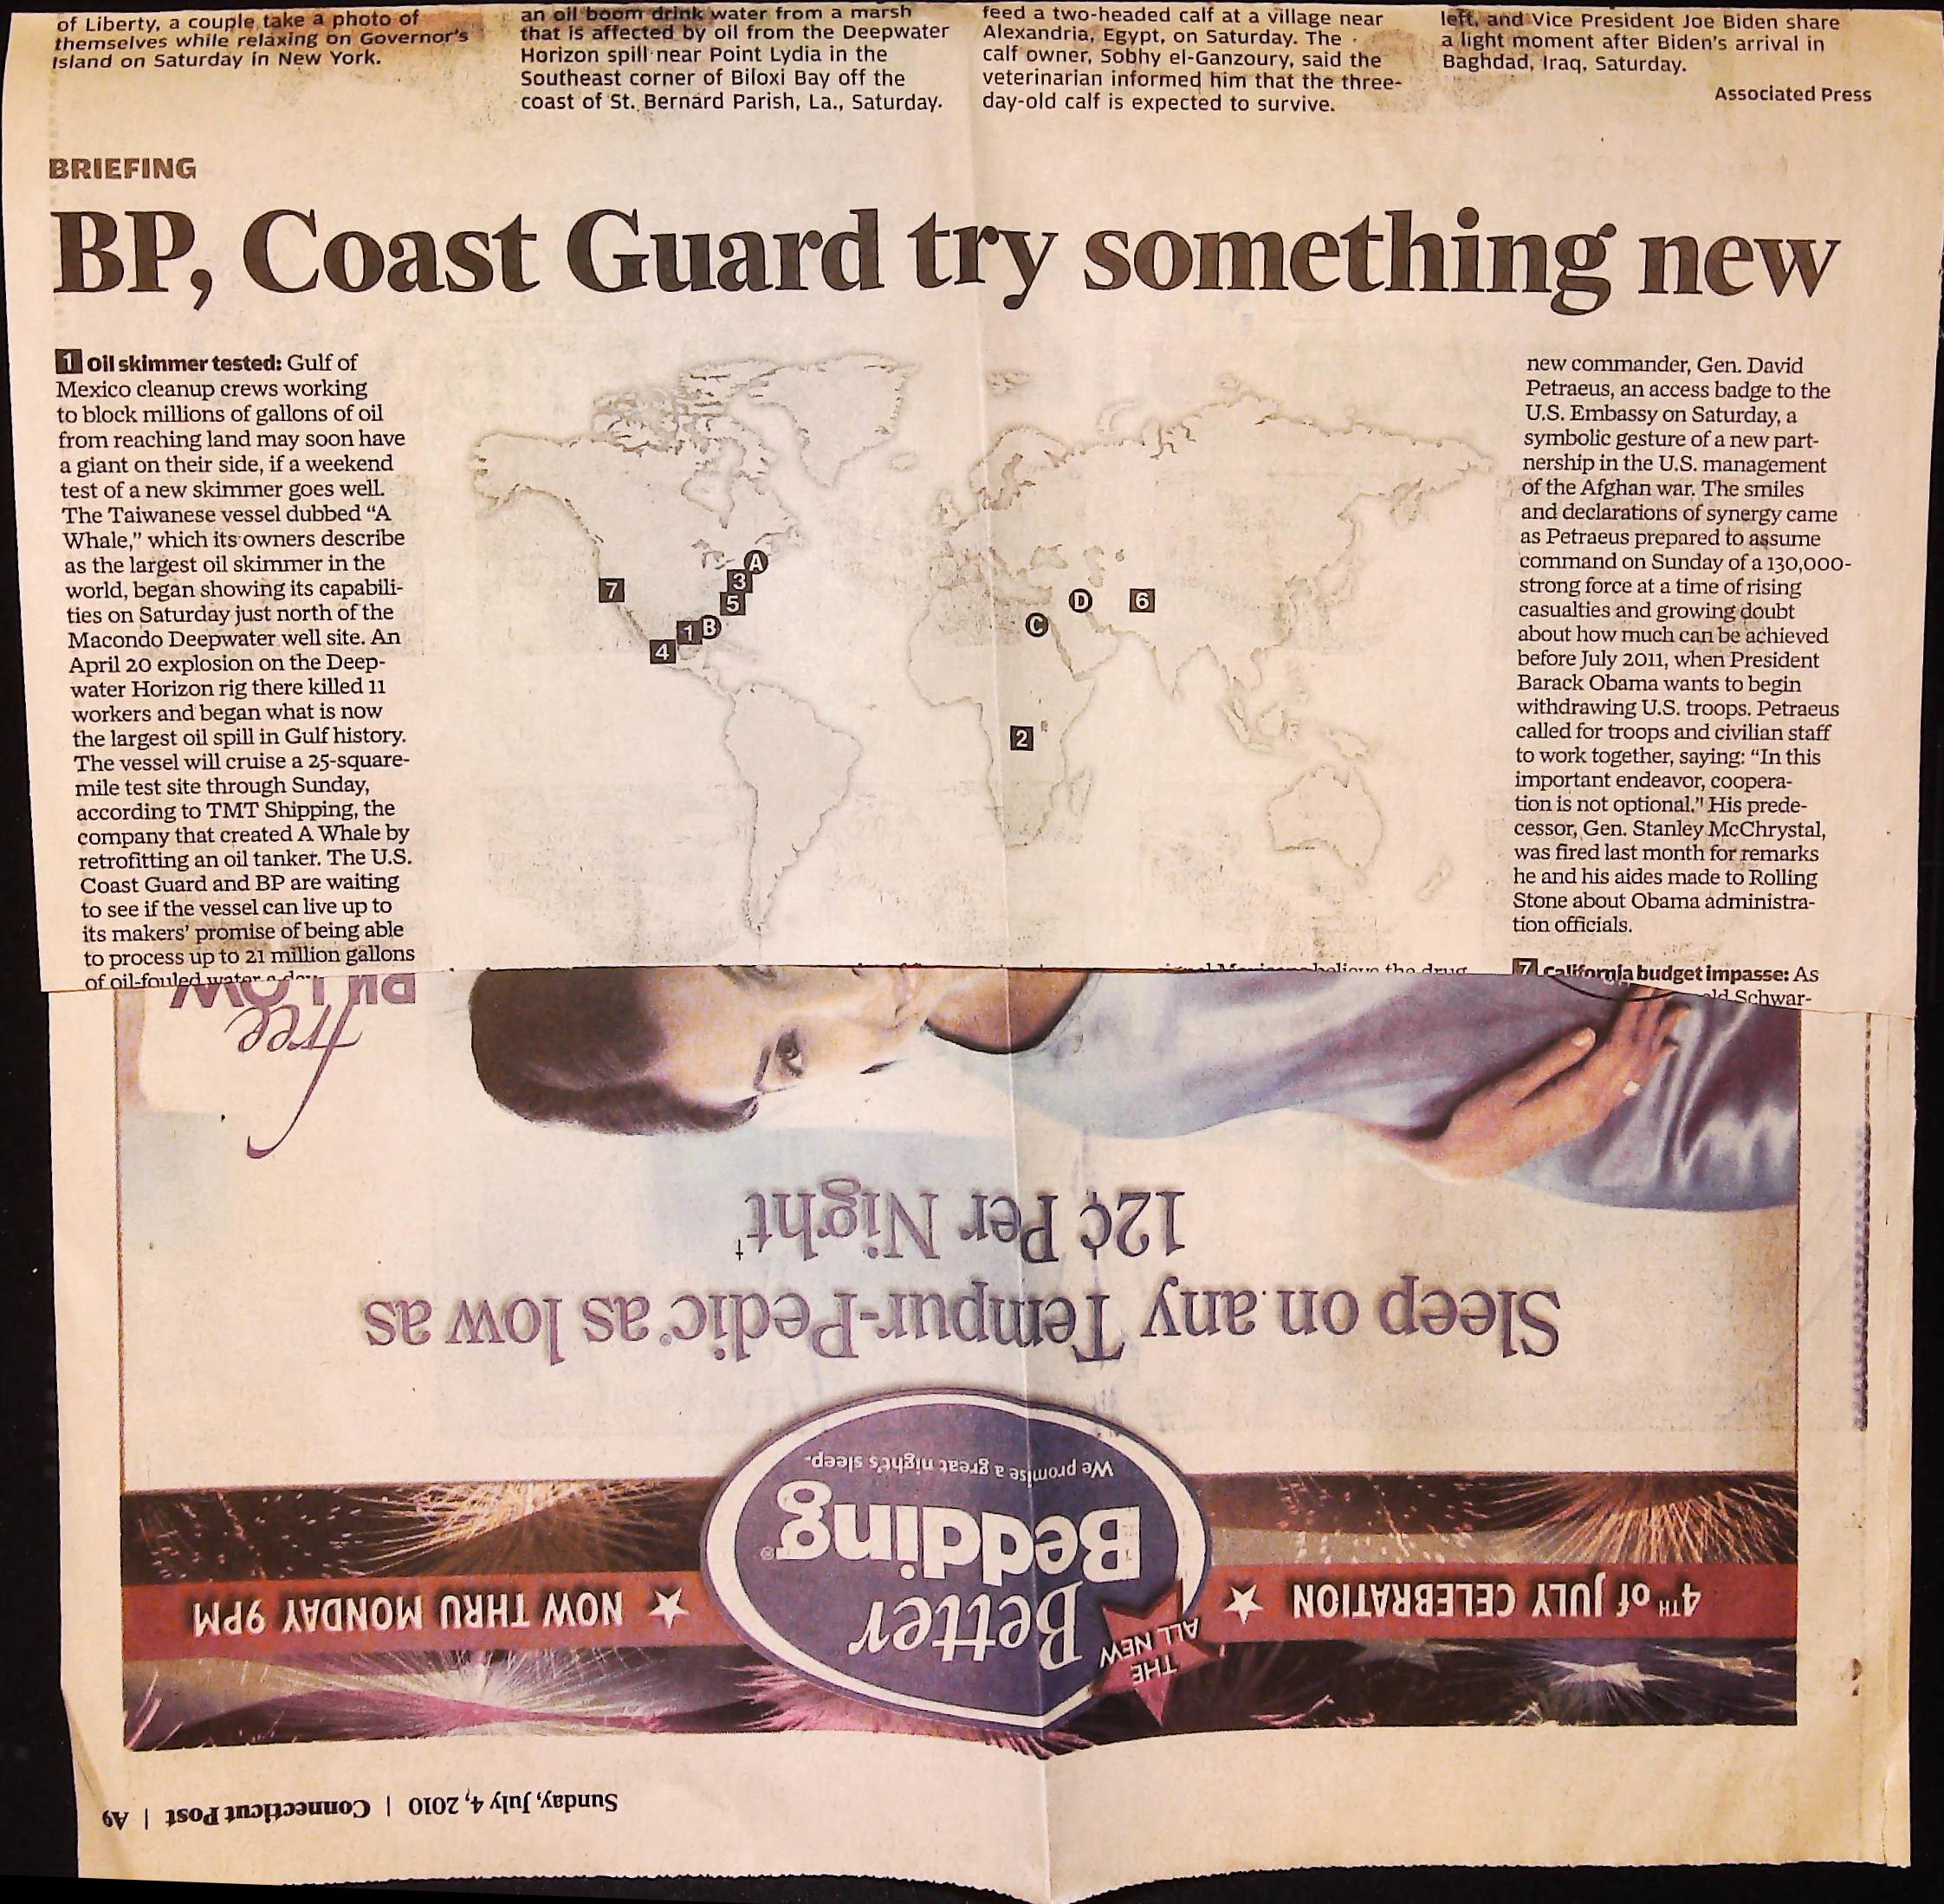 of Liberty, a couple take a photo of
themselves while relaxing on Governor's
Island on Saturday in New York.
an oil boom drink water from a marsh
that is affected by oil from the Deepwater
Horizon spill near Point Lydia in the
Southeast corner of Biloxi Bay off the
coast of St. Bernard Parish, La., Saturday.
feed a two-headed calf at a village near
Alexandria, Egypt, on Saturday. The
calf owner, Sobhy el-Ganzoury, said the
veterinarian informed him that the three-
day-old calf is expected to survive.
left, and Vice President Joe Biden share
a light moment after Biden's arrival in
Baghdad, Iraq, Saturday.
Associated Press
BRIEFING
BP, Coast Guard try something new
1 Oil skimmer tested: Gulf of
Mexico cleanup crews working
to block millions of gallons of oil
from reaching land may soon have
a giant on their side, if a weekend
test of a new skimmer goes well.
The Taiwanese vessel dubbed “A
Whale,” which its owners describe
as the largest oil skimmer in the
world, began showing its capabili-
ties on Saturday just north of the
Macondo Deepwater well site. An
April 20 explosion on the Deep-
water Horizon rig there killed 11
workers and began what is now
the largest oil spill in Gulf history.
The vessel will cruise a 25-square-
mile test site through Sunday,
according to TMT Shipping, the
company that created A Whale by
retrofitting an oil tanker. The U.S.
Coast Guard and BP are waiting
to see if the vessel can live up to
its makers' promise of being able
to process up to 21 million gallons
of oil-fouled water a day
A
3
5
7
1 B
4
D
6
C
2
new commander, Gen. David
Petraeus, an access badge to the
U.S. Embassy on Saturday, a
symbolic gesture of a new part-
nership in the U.S. management
of the Afghan war. The smiles
and declarations of synergy came
as Petraeus prepared to assume
command on Sunday of a 130,000-
strong force at a time of rising
casualties and growing doubt
about how much can be achieved
before July 2011, when President
Barack Obama wants to begin
withdrawing U.S. troops. Petraeus
called for troops and civilian staff
to work together, saying: “In this
important endeavor, coopera-
tion is not optional.” His prede-
cessor, Gen. Stanley McChrystal,
was fired last month for remarks
he and his aides made to Rolling
Stone about Obama administra-
tion officials.
believe the drug
7 California budget impasse: As
Schwar-
Sunday, July 4, 2010 | Connecticut Post | A9
4TH of JULY CELEBRATION
THE
ALL NEW
Better
Bedding®
We promise a great night's sleep.
NOW THRU MONDAY 9PM
Sleep on any Tempur-Pedic® as low as
12¢ Per Night†
free